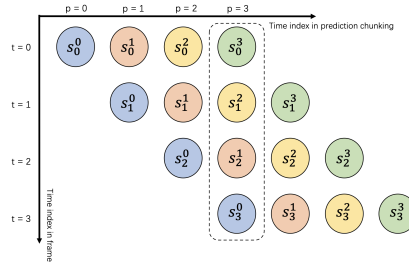 p = 0 p = 1 p = 2 p = 3
Time index in prediction chunking
t = 0 s_0^0 s_0^1 s_0^2 s_0^3
t = 1 s_1^0 s_1^1 s_1^2 s_1^3
t = 2 s_2^0 s_2^1 s_2^2 s_2^3
t = 3 s_3^0 s_3^1 s_3^2 s_3^3
Time index in frame